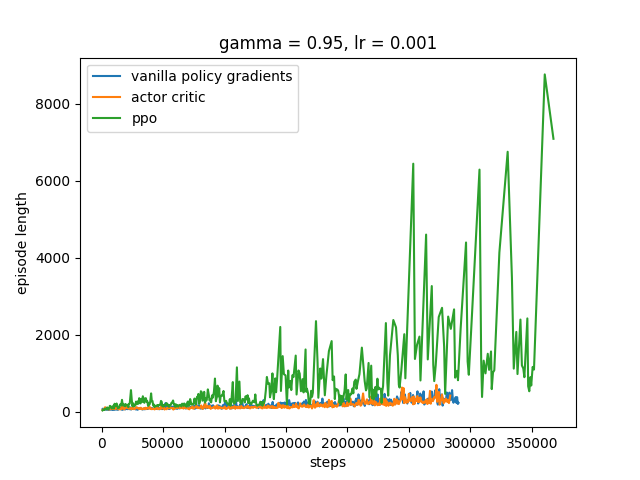 gamma = 0.95, lr = 0.001
vanilla policy gradients
actor critic
ppo
episode length
8000
6000
4000
2000
0
0 50000 100000 150000 200000 250000 300000 350000
steps